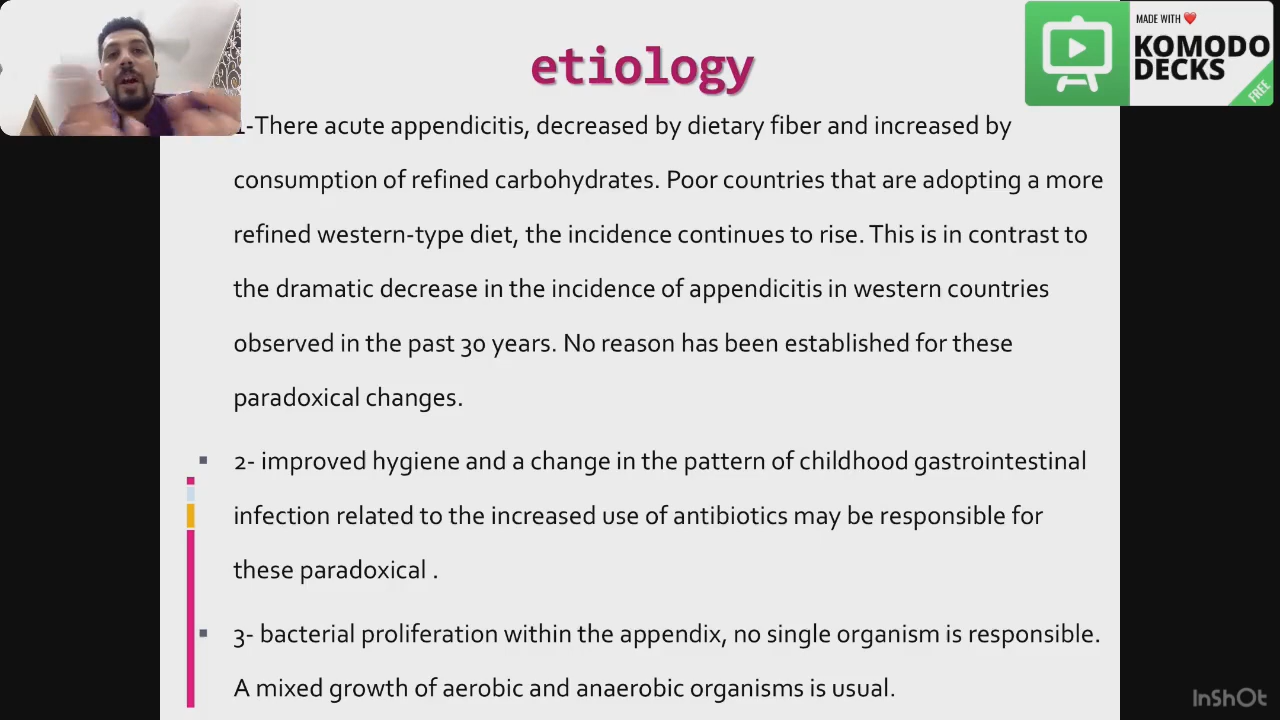 etiology
MADE WITH ❤️
KOMODO
DECKS
FREE
1-There acute appendicitis, decreased by dietary fiber and increased by
consumption of refined carbohydrates. Poor countries that are adopting a more
refined western-type diet, the incidence continues to rise. This is in contrast to
the dramatic decrease in the incidence of appendicitis in western countries
observed in the past 30 years. No reason has been established for these
paradoxical changes.
2- improved hygiene and a change in the pattern of childhood gastrointestinal
infection related to the increased use of antibiotics may be responsible for
these paradoxical .
3- bacterial proliferation within the appendix, no single organism is responsible.
A mixed growth of aerobic and anaerobic organisms is usual.
InShOt